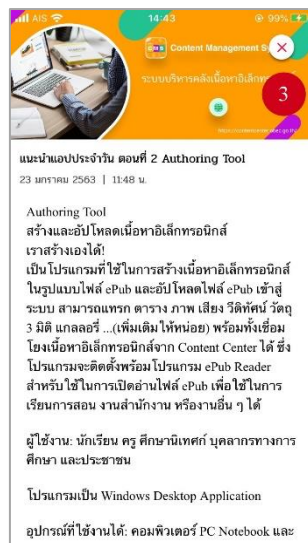 AIS
14:43
99%
CMS Content Management Sy
ระบบบริหารคลังเนื้อหาอิเล็กทร
3
แนะนำแอปประจำวัน ตอนที่ 2 Authoring Tool
23 มกราคม 2563 | 11:48 น.
Authoring Tool
สร้างและอัปโหลดเนื้อหาอิเล็กทรอนิกส์
เราสร้างเองได้!
เป็นโปรแกรมที่ใช้ในการสร้างเนื้อหาอิเล็กทรอนิกส์
ในรูปแบบไฟล์ ePub และอัปโหลดไฟล์ ePub เข้าสู่
ระบบ สามารถแทรก ตาราง ภาพ เสียง วีดิทัศน์ วัตถุ
3 มิติ แกลลอรี่ ...(เพิ่มเติมให้หน่อย) พร้อมทั้งเชื่อม
โยงเนื้อหาอิเล็กทรอนิกส์จาก Content Center ได้ ซึ่ง
โปรแกรมจะติดตั้งพร้อมโปรแกรม ePub Reader
สำหรับ ใช้ในการเปิดอ่านไฟล์ ePub เพื่อใช้ในการ
เรียนการสอน งานสำนักงาน หรืองานอื่น ๆ ได้
ผู้ใช้งาน: นักเรียน ครู ศึกษานิเทศก์ บุคลากรทางการ
ศึกษา และประชาชน
โปรแกรมเป็น Windows Desktop Application
อุปกรณ์ที่ใช้งานได้: คอมพิวเตอร์ PC Notebook และ